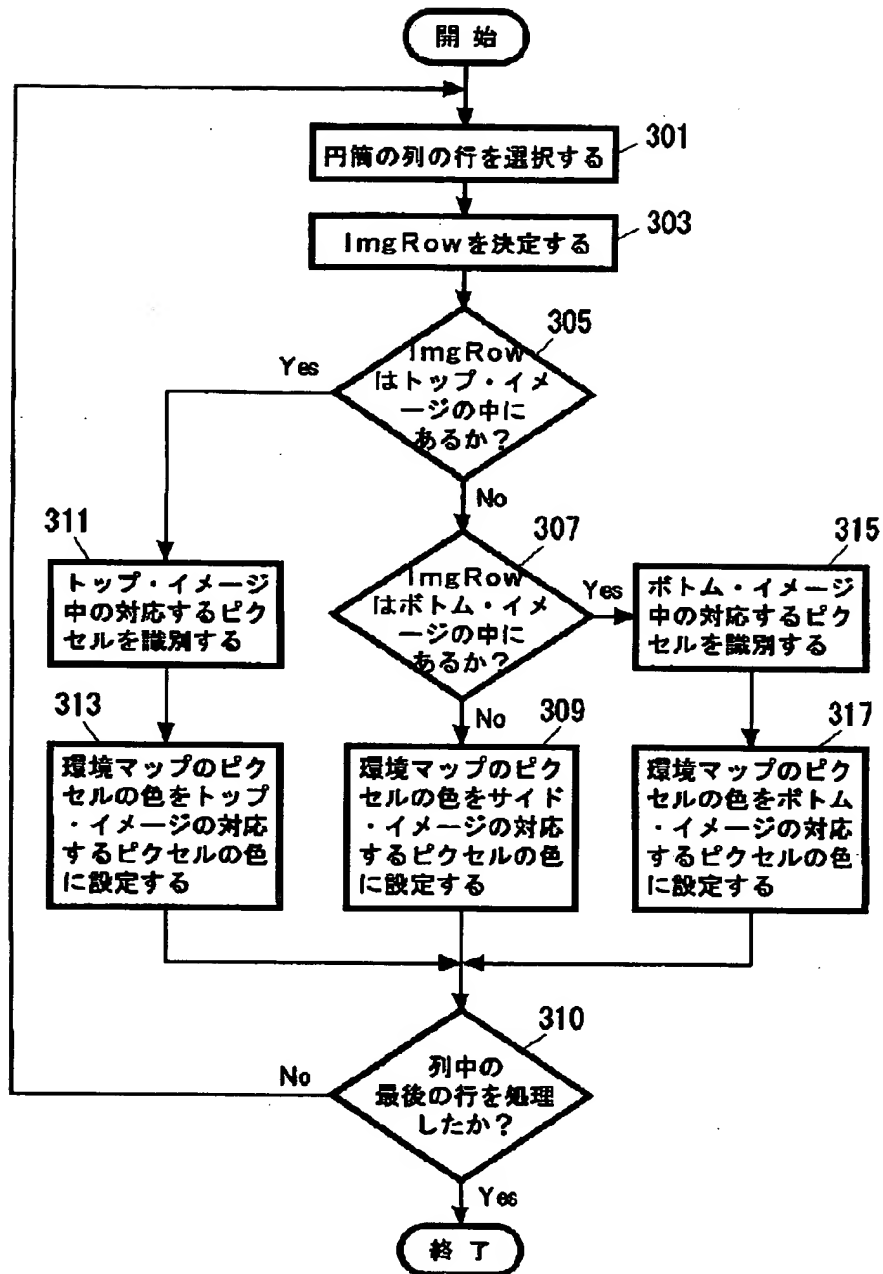 開 始
円筒の列の行を選択する
301
ImgRowを決定する
303
ImgRow
はトップ・イメ
ージの中に
あるか?
305
Yes
No
ImgRow
はボトム・イメ
ージの中に
あるか?
307
Yes
No
311
トップ・イメージ
中の対応するピク
セルを識別する
315
ボトム・イメージ
中の対応するピク
セルを識別する
313
環境マップのピク
セルの色をトップ
・イメージの対応
するピクセルの色
に設定する
309
環境マップのピク
セルの色をサイド
・イメージの対応
するピクセルの色
に設定する
317
環境マップのピク
セルの色をボトム
・イメージの対応
するピクセルの色
に設定する
310
列中の
最後の行を処理
したか?
No
Yes
終 了